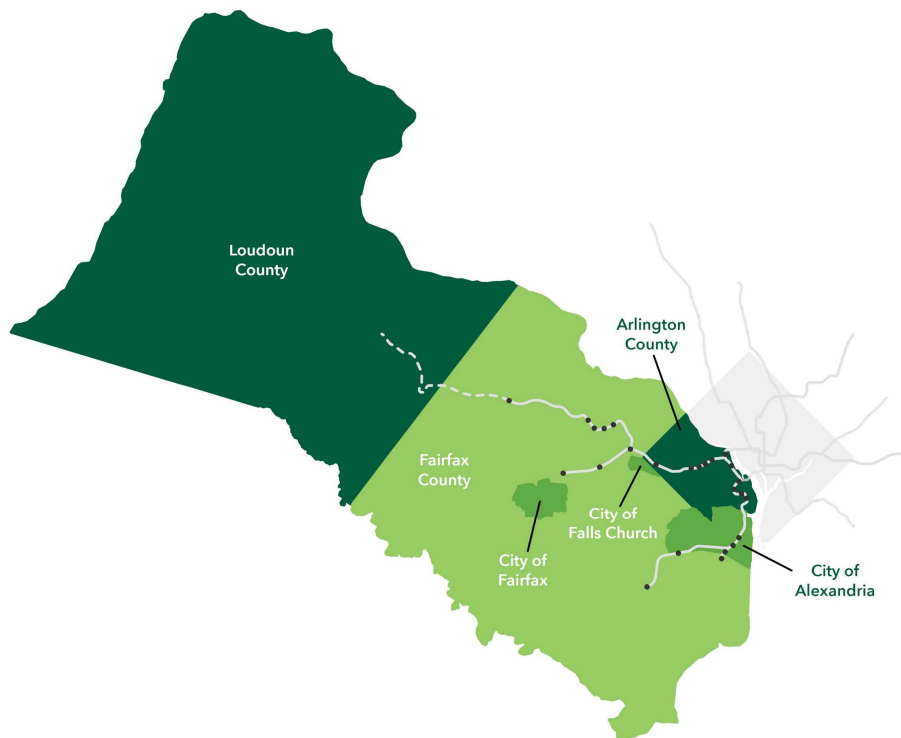 Loudoun
County
Arlington
County
Fairfax
County
City of
Falls Church
City of
Fairfax
City of
Alexandria